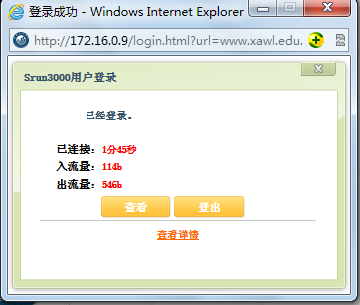 登录成功 - Windows Internet Explorer
http://172.16.0.9/login.html?url=www.xawl.edu.
Srun3000用户登录
已经登录。
已连接：1分45秒
入流量：114b
出流量：546b
查看 登出
查看详情